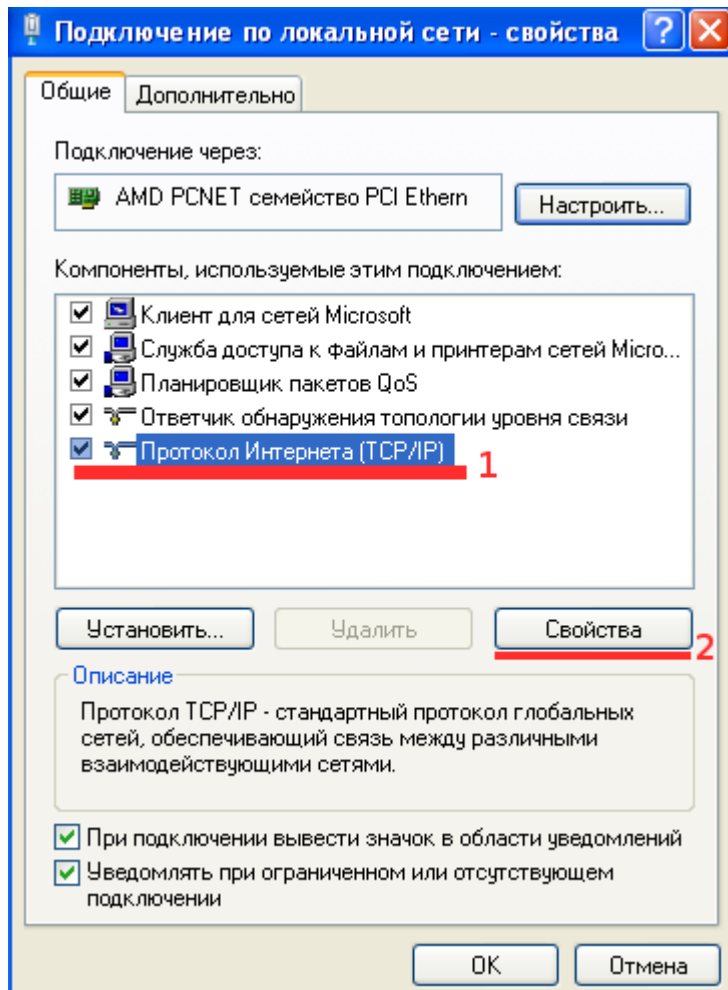 Подключение по локальной сети - свойства
Общие
Дополнительно
Подключение через:
AMD PCNET семейство PCI Ethern
Настроить...
Компоненты, используемые этим подключением:
Клиент для сетей Microsoft
Служба доступа к файлам и принтерам сетей Micro...
Планировщик пакетов QoS
Ответчик обнаружения топологии уровня связи
Протокол Интернета (TCP/IP)
1
Установить...
Удалить
Свойства
2
Описание
Протокол TCP/IP - стандартный протокол глобальных
сетей, обеспечивающий связь между различными
взаимодействующими сетями.
При подключении вывести значок в области уведомлений
Уведомлять при ограниченном или отсутствующем
подключении
OK
Отмена